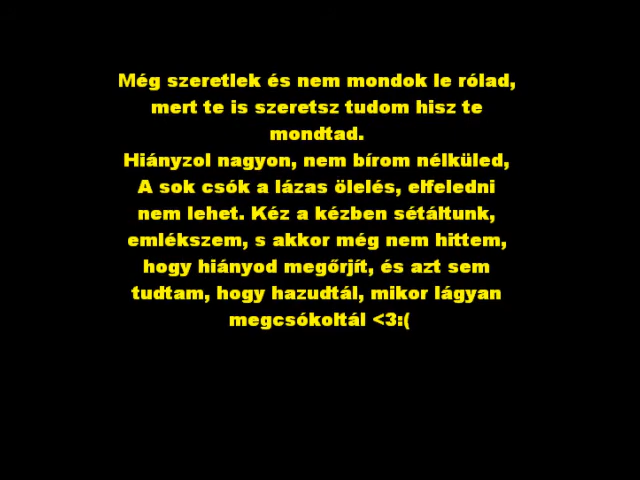 Még szeretlek és nem mondok le rólad,
mert te is szeretsz tudom hisz te
mondtad.
Hiányzol nagyon, nem bírom nélküled,
A sok csók a lázas ölelés, elfeledni
nem lehet. Kéz a kézben sétáltunk,
emlékszem, s akkor még nem hittem,
hogy hiányod megőrjít, és azt sem
tudtam, hogy hazudtál, mikor lágyan
megcsókoltál <3:(